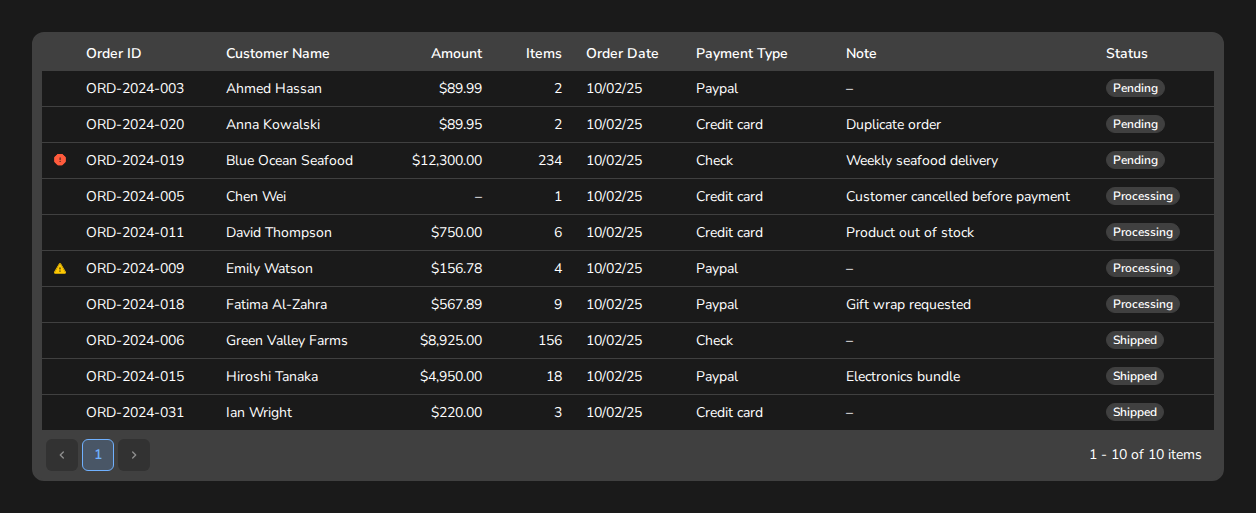 Order ID Customer Name Amount Items Order Date Payment Type Note Status
ORD-2024-003 Ahmed Hassan $89.99 2 10/02/25 Paypal – Pending
ORD-2024-020 Anna Kowalski $89.95 2 10/02/25 Credit card Duplicate order Pending
ORD-2024-019 Blue Ocean Seafood $12,300.00 234 10/02/25 Check Weekly seafood delivery Pending
ORD-2024-005 Chen Wei – 1 10/02/25 Credit card Customer cancelled before payment Processing
ORD-2024-011 David Thompson $750.00 6 10/02/25 Credit card Product out of stock Processing
ORD-2024-009 Emily Watson $156.78 4 10/02/25 Paypal – Processing
ORD-2024-018 Fatima Al-Zahra $567.89 9 10/02/25 Paypal Gift wrap requested Processing
ORD-2024-006 Green Valley Farms $8,925.00 156 10/02/25 Check – Shipped
ORD-2024-015 Hiroshi Tanaka $4,950.00 18 10/02/25 Paypal Electronics bundle Shipped
ORD-2024-031 Ian Wright $220.00 3 10/02/25 Credit card – Shipped
1 1 - 10 of 10 items